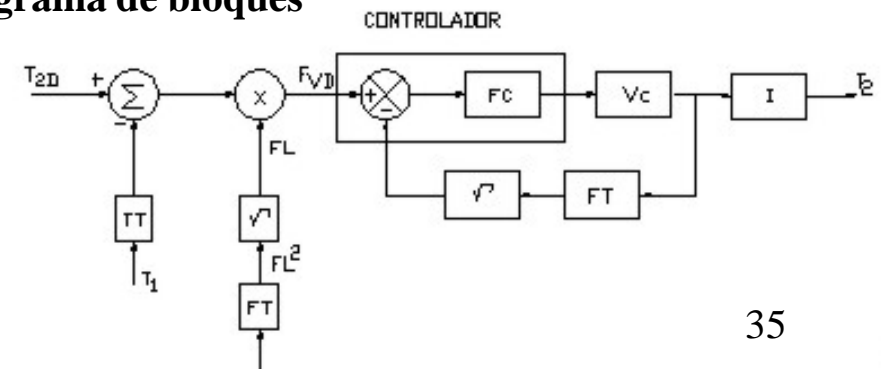 grama de bloques
CONTROLADOR
T2D + Σ - x FVD + - FC Vc I T2
FL
TT √ √ FT
T1 FL2
FT
35